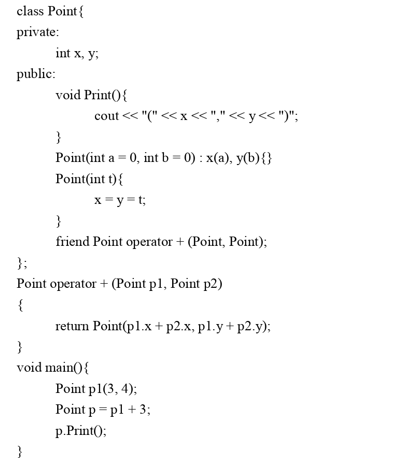 class Point{
private:
int x, y;
public:
void Print(){
cout << "(" << x << "," << y << ")";
}
Point(int a = 0, int b = 0) : x(a), y(b){}
Point(int t){
x = y = t;
}
friend Point operator + (Point, Point);
};
Point operator + (Point p1, Point p2)
{
return Point(p1.x + p2.x, p1.y + p2.y);
}
void main(){
Point p1(3, 4);
Point p = p1 + 3;
p.Print();
}